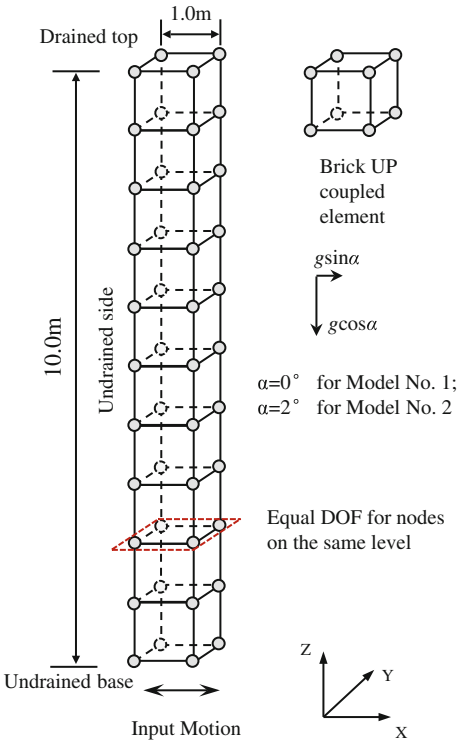 1.0m
Drained top
Brick UP
coupled
element
gsinα
gcosα
10.0m
Undrained side
α=0° for Model No. 1;
α=2° for Model No. 2
Equal DOF for nodes
on the same level
Undrained base
Input Motion
Z
Y
X